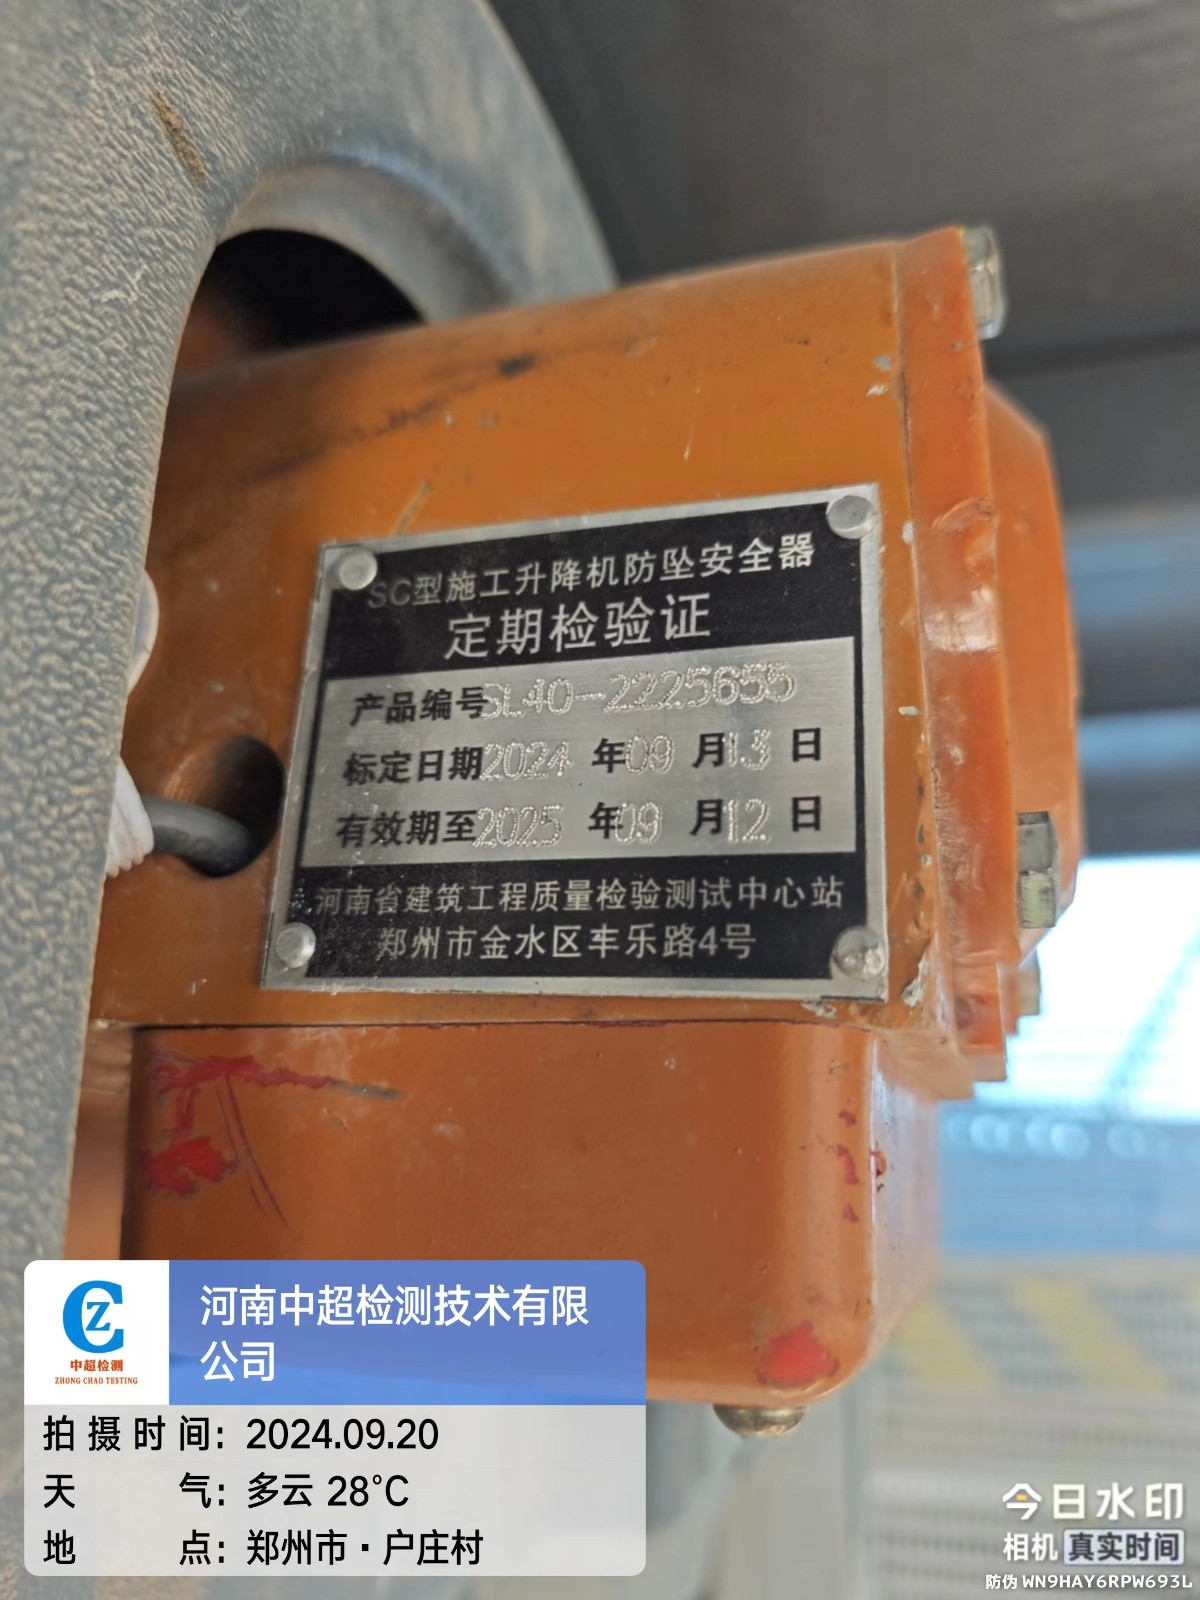 SC型施工升降机防坠安全器
定期检验证
产品编号SL40-2225655
标定日期2024 年09 月13 日
有效期至2025 年09 月12 日
河南省建筑工程质量检验测试中心站
郑州市金水区丰乐路4号
CZ
中超检测
ZHONG CHAO TESTING
河南中超检测技术有限
公司
拍摄时间: 2024.09.20
天气: 多云 28°C
地点: 郑州市·户庄村
今日水印
相机 真实时间
防伪 WN9HAY6RPW693L